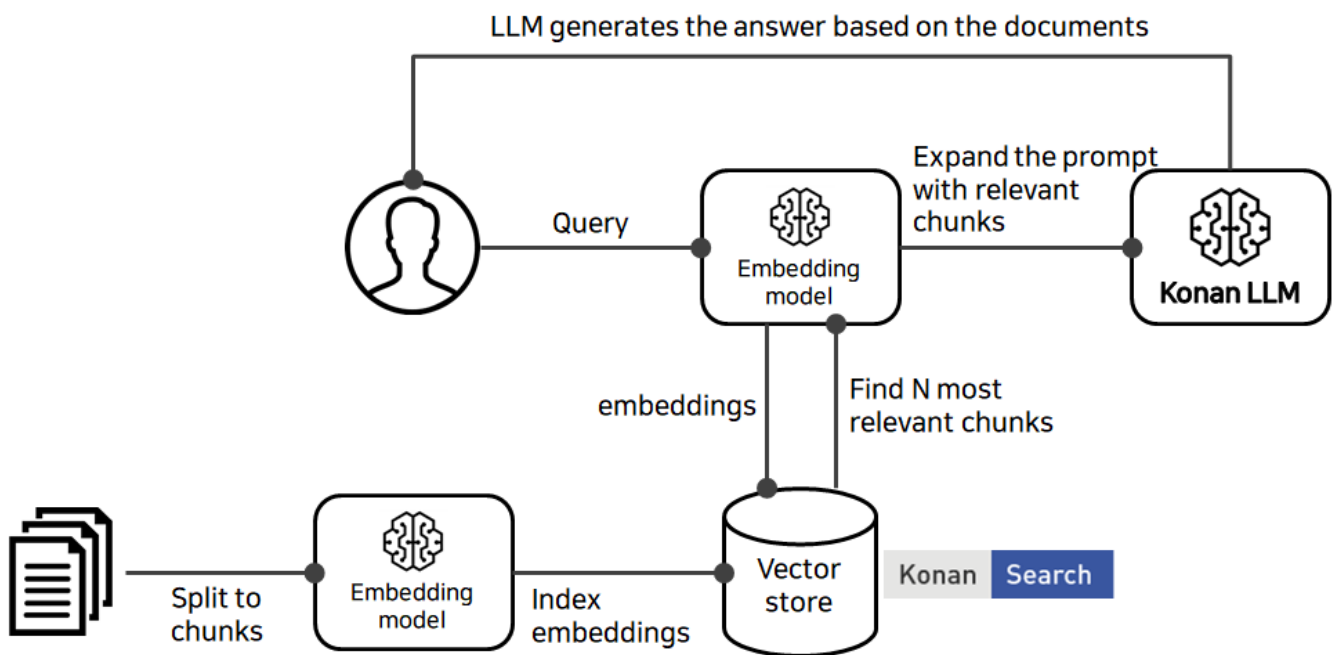 LLM generates the answer based on the documents
Query
Embedding
model
Expand the prompt
with relevant
chunks
Konan LLM
embeddings
Find N most
relevant chunks
Split to
chunks
Embedding
model
Index
embeddings
Vector
store
Konan Search